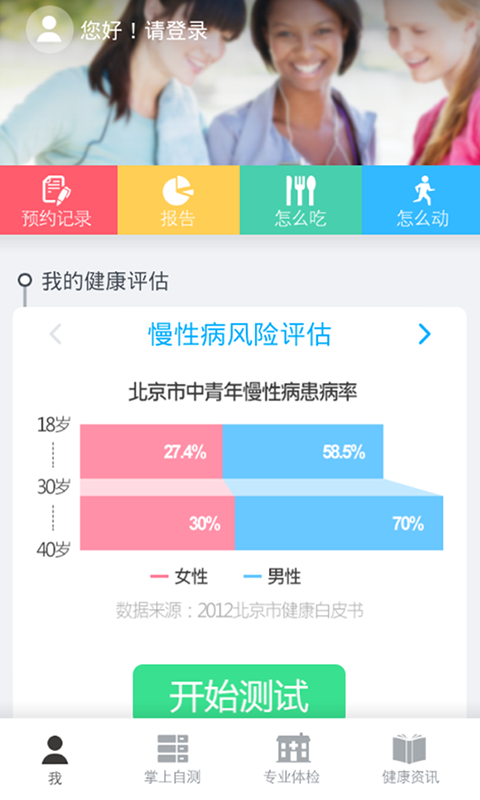 您好！请登录
预约记录
报告
怎么吃
怎么动
我的健康评估
慢性病风险评估
北京市中青年慢性病患病率
18岁
27.4%
58.5%
30岁
30%
70%
40岁
女性
男性
数据来源：2012北京市健康白皮书
开始测试
我
掌上自测
专业体检
健康资讯